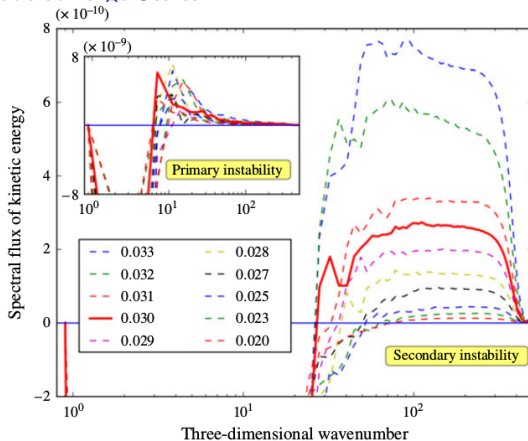 (× 10⁻¹⁰)
8
6
4
2
0
−2
Spectral flux of kinetic energy
(× 10⁻⁹)
8
−8
10⁰ 10¹ 10²
Primary instability
0.033 0.028
0.032 0.027
0.031 0.025
0.030 0.023
0.029 0.020
Secondary instability
10⁰ 10¹ 10²
Three-dimensional wavenumber